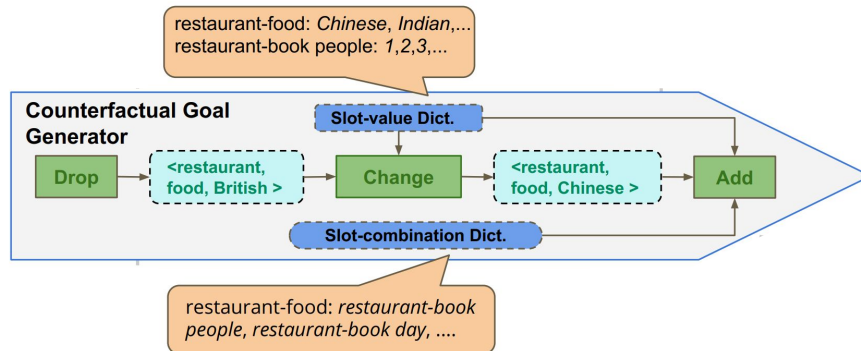 restaurant-food: Chinese, Indian,...
restaurant-book people: 1,2,3,...
Counterfactual Goal
Generator
Slot-value Dict.
Drop
<restaurant,
food, British >
Change
<restaurant,
food, Chinese >
Add
Slot-combination Dict.
restaurant-food: restaurant-book
people, restaurant-book day, ....